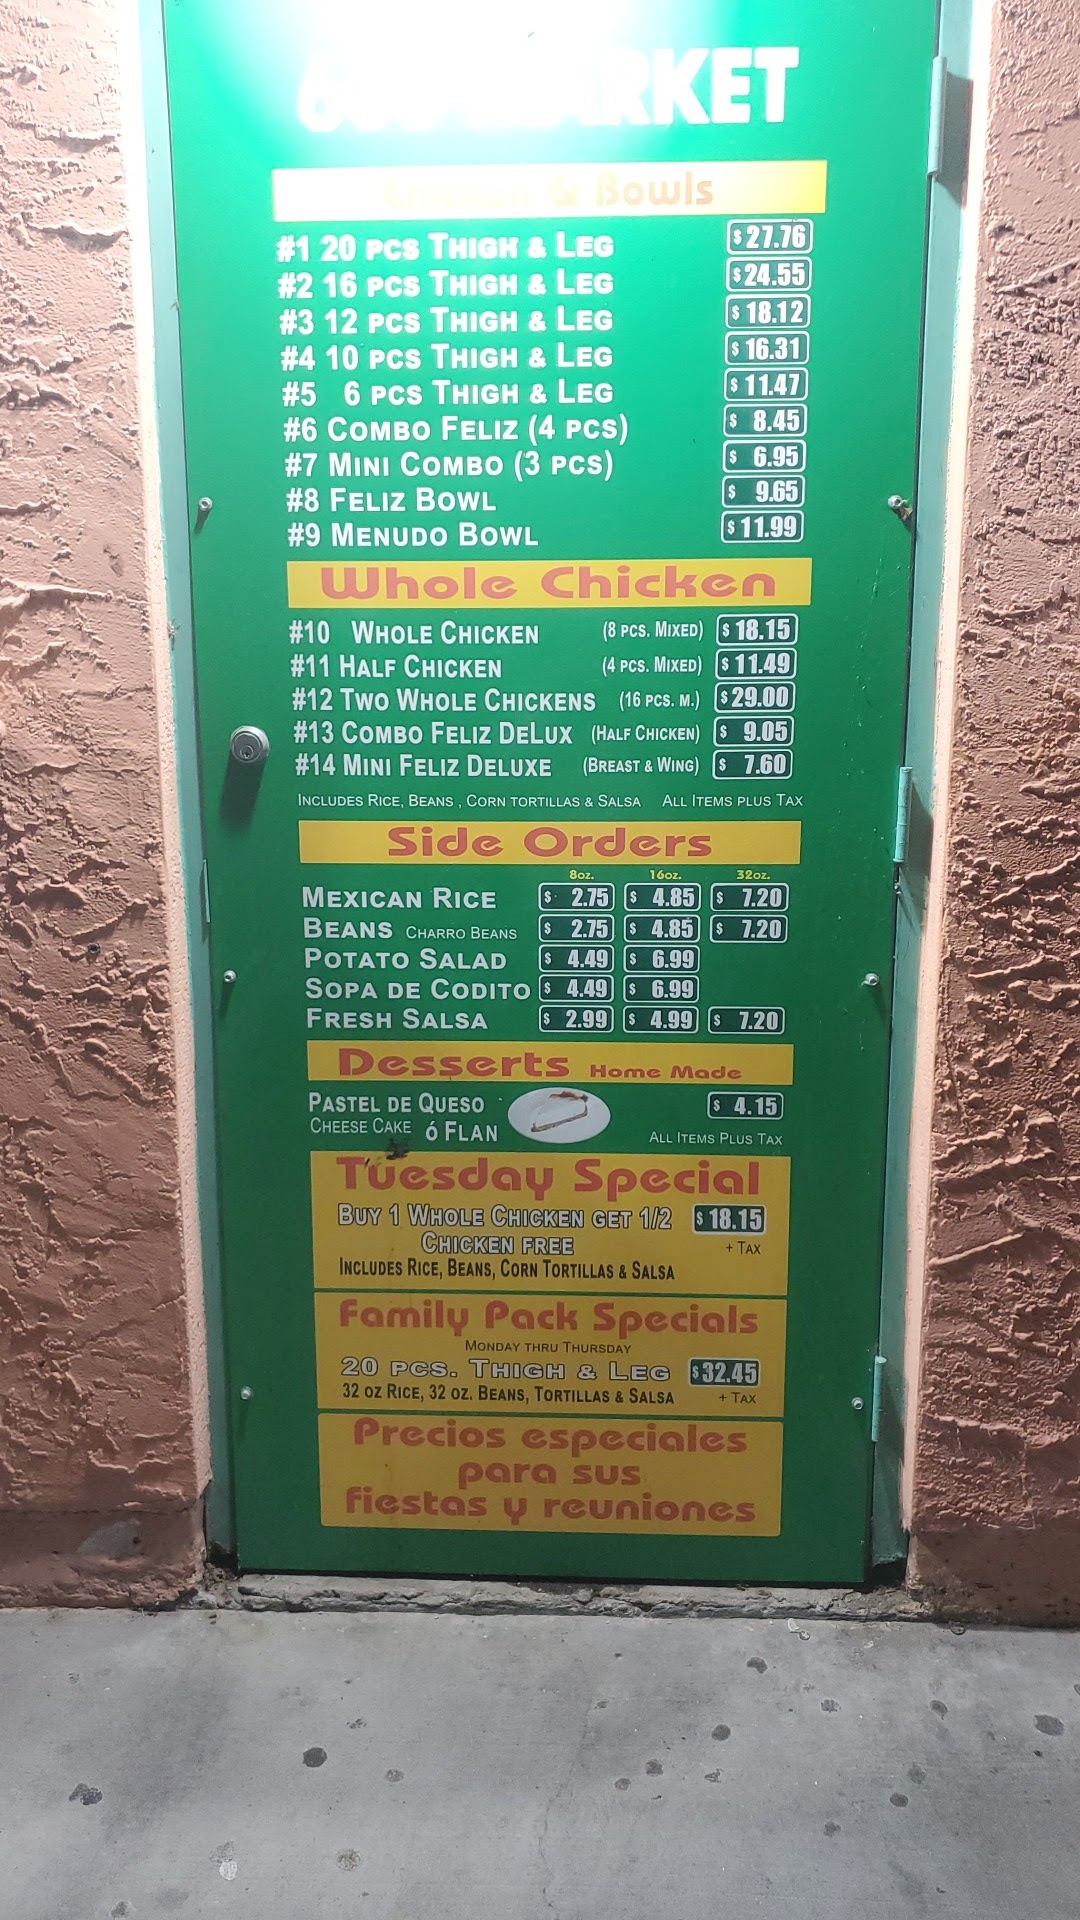 & Bowls
#1 20 PCS THIGH & LEG $27.76
#2 16 PCS THIGH & LEG $24.55
#3 12 PCS THIGH & LEG $18.12
#4 10 PCS THIGH & LEG $16.31
#5 6 PCS THIGH & LEG $11.47
#6 COMBO FELIZ (4 PCS) $8.45
#7 MINI COMBO (3 PCS) $6.95
#8 FELIZ BOWL $9.65
#9 MENUDO BOWL $11.99
Whole Chicken
#10 WHOLE CHICKEN (8 PCS. MIXED) $18.15
#11 HALF CHICKEN (4 PCS. MIXED) $11.49
#12 TWO WHOLE CHICKENS (16 PCS. M.) $29.00
#13 COMBO FELIZ DELUX (HALF CHICKEN) $9.05
#14 MINI FELIZ DELUXE (BREAST & WING) $7.60
INCLUDES RICE, BEANS , CORN TORTILLAS & SALSA ALL ITEMS PLUS TAX
Side Orders
8oz. 16oz. 32oz.
MEXICAN RICE $2.75 $4.85 $7.20
BEANS CHARRO BEANS $2.75 $4.85 $7.20
POTATO SALAD $4.49 $6.99
SOPA DE CODITO $4.49 $6.99
FRESH SALSA $2.99 $4.99 $7.20
Desserts Home Made
PASTEL DE QUESO $4.15
CHEESE CAKE ó FLAN
ALL ITEMS PLUS TAX
Tuesday Special
BUY 1 WHOLE CHICKEN GET 1/2 $18.15
CHICKEN FREE + TAX
INCLUDES RICE, BEANS, CORN TORTILLAS & SALSA
Family Pack Specials
MONDAY THRU THURSDAY
20 PCS. THIGH & LEG $32.45
32 OZ RICE, 32 OZ. BEANS, TORTILLAS & SALSA + TAX
Precios especiales
para sus
fiestas y reuniones